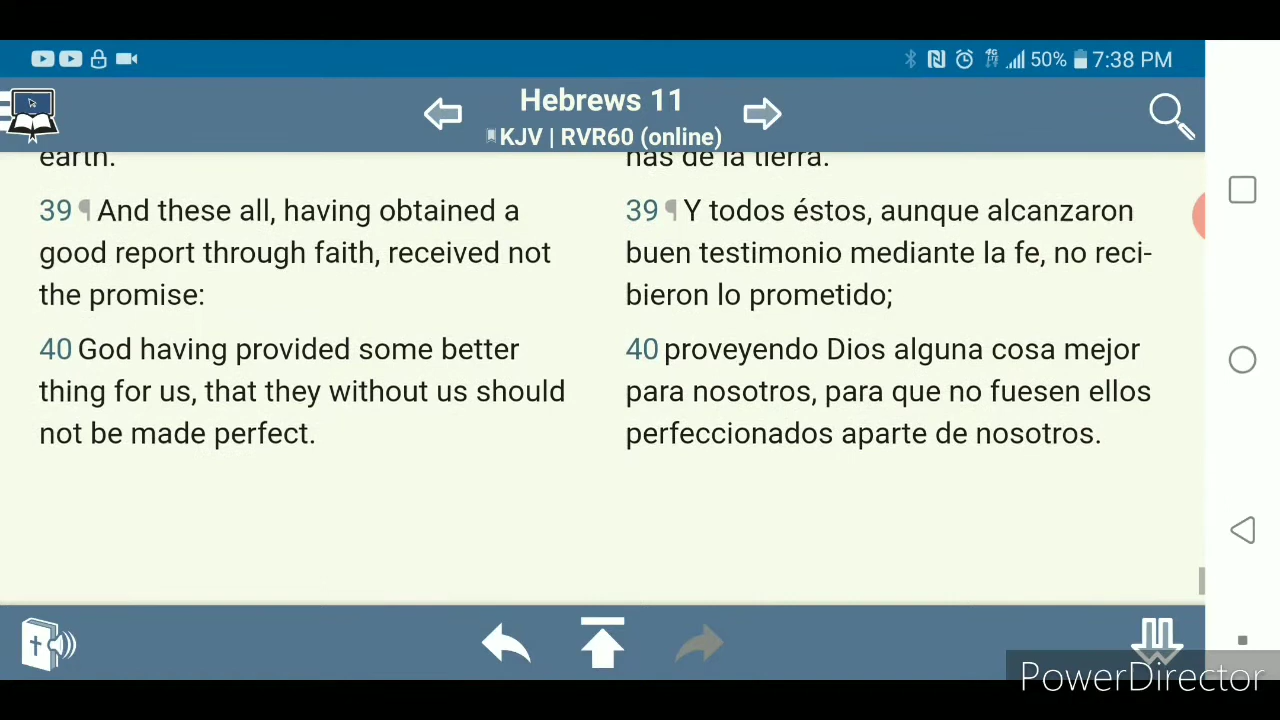 50% 7:38 PM
Hebrews 11
KJV | RVR60 (online)
earth.
39 ¶ And these all, having obtained a
good report through faith, received not
the promise:
40 God having provided some better
thing for us, that they without us should
not be made perfect.
nas de la tierra.
39 ¶ Y todos éstos, aunque alcanzaron
buen testimonio mediante la fe, no reci-
bieron lo prometido;
40 proveyendo Dios alguna cosa mejor
para nosotros, para que no fuesen ellos
perfeccionados aparte de nosotros.
PowerDirector